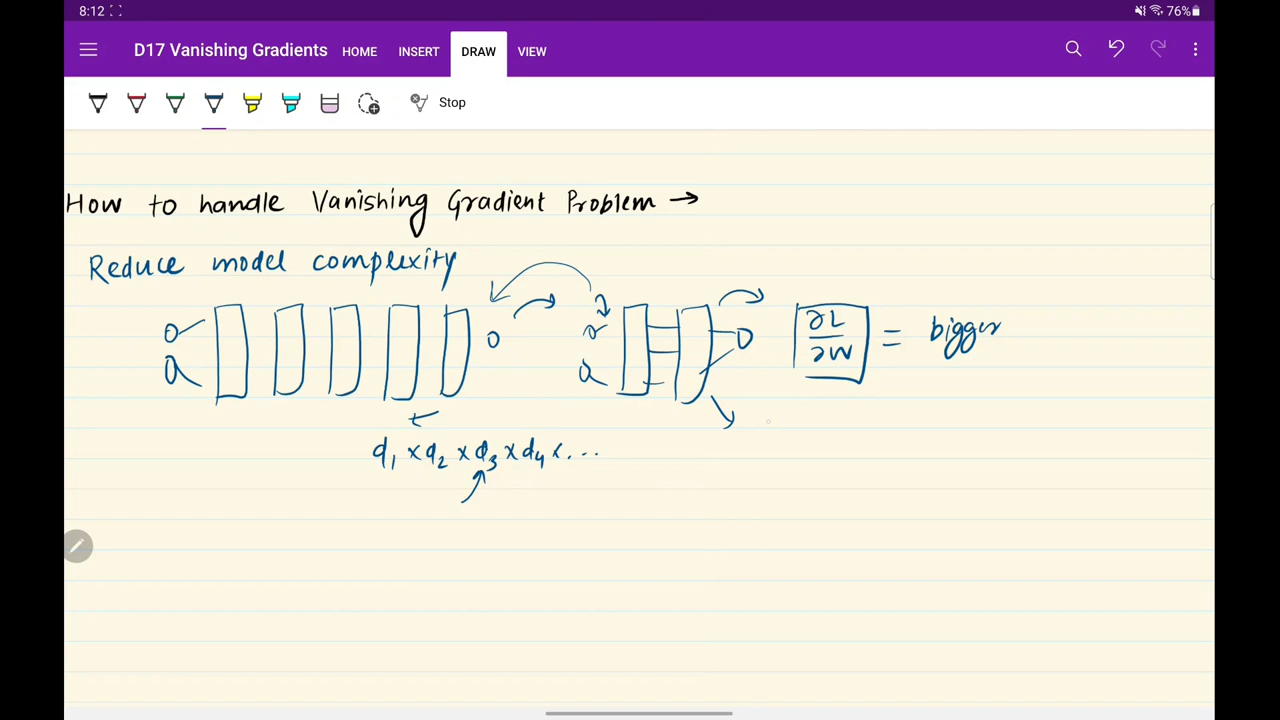 8:12
76%
D17 Vanishing Gradients HOME INSERT DRAW VIEW
Stop
How to handle Vanishing Gradient Problem →
Reduce model complexity
∂L/∂W = bigger
d₁ × d₂ × d₃ × d₄ × ...